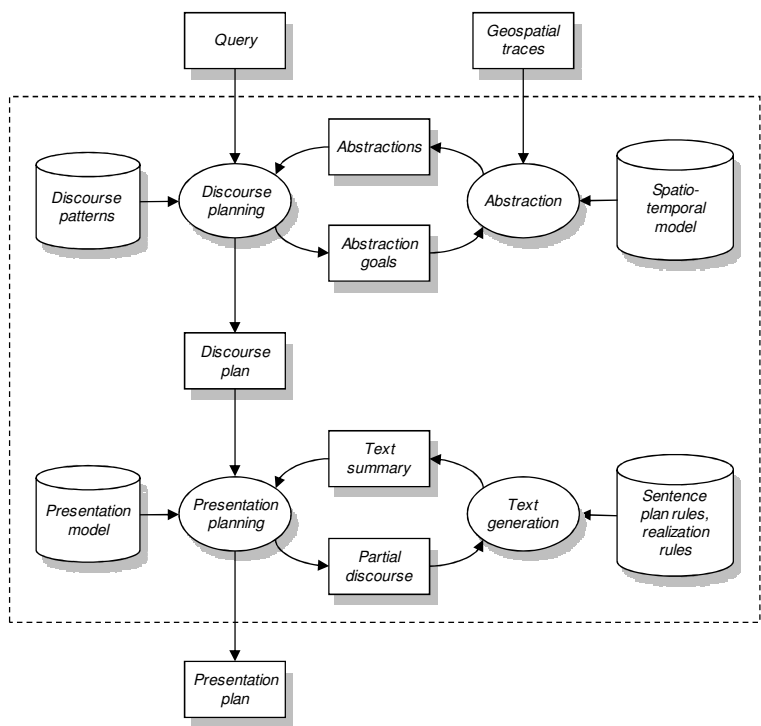 Query
Geospatial
traces
Abstractions
Discourse
patterns
Discourse
planning
Abstraction
Spatio-
temporal
model
Abstraction
goals
Discourse
plan
Text
summary
Presentation
model
Presentation
planning
Text
generation
Sentence
plan rules,
realization
rules
Partial
discourse
Presentation
plan